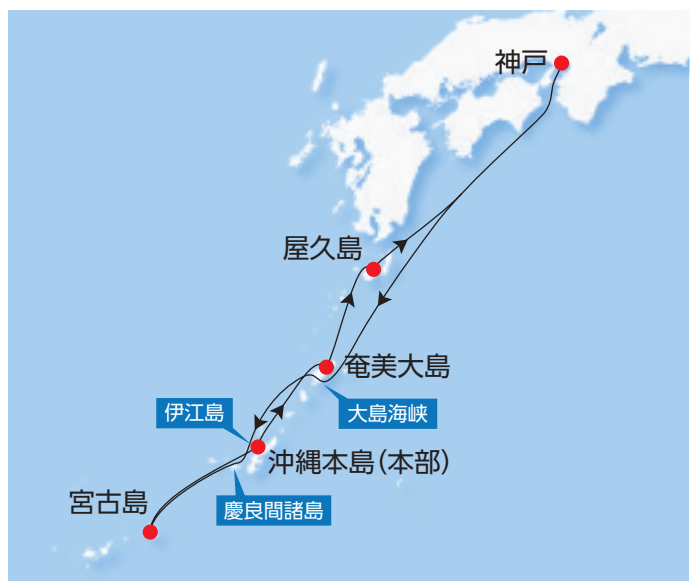 神戸
屋久島
奄美大島
大島海峡
伊江島
沖縄本島(本部)
慶良間諸島
宮古島